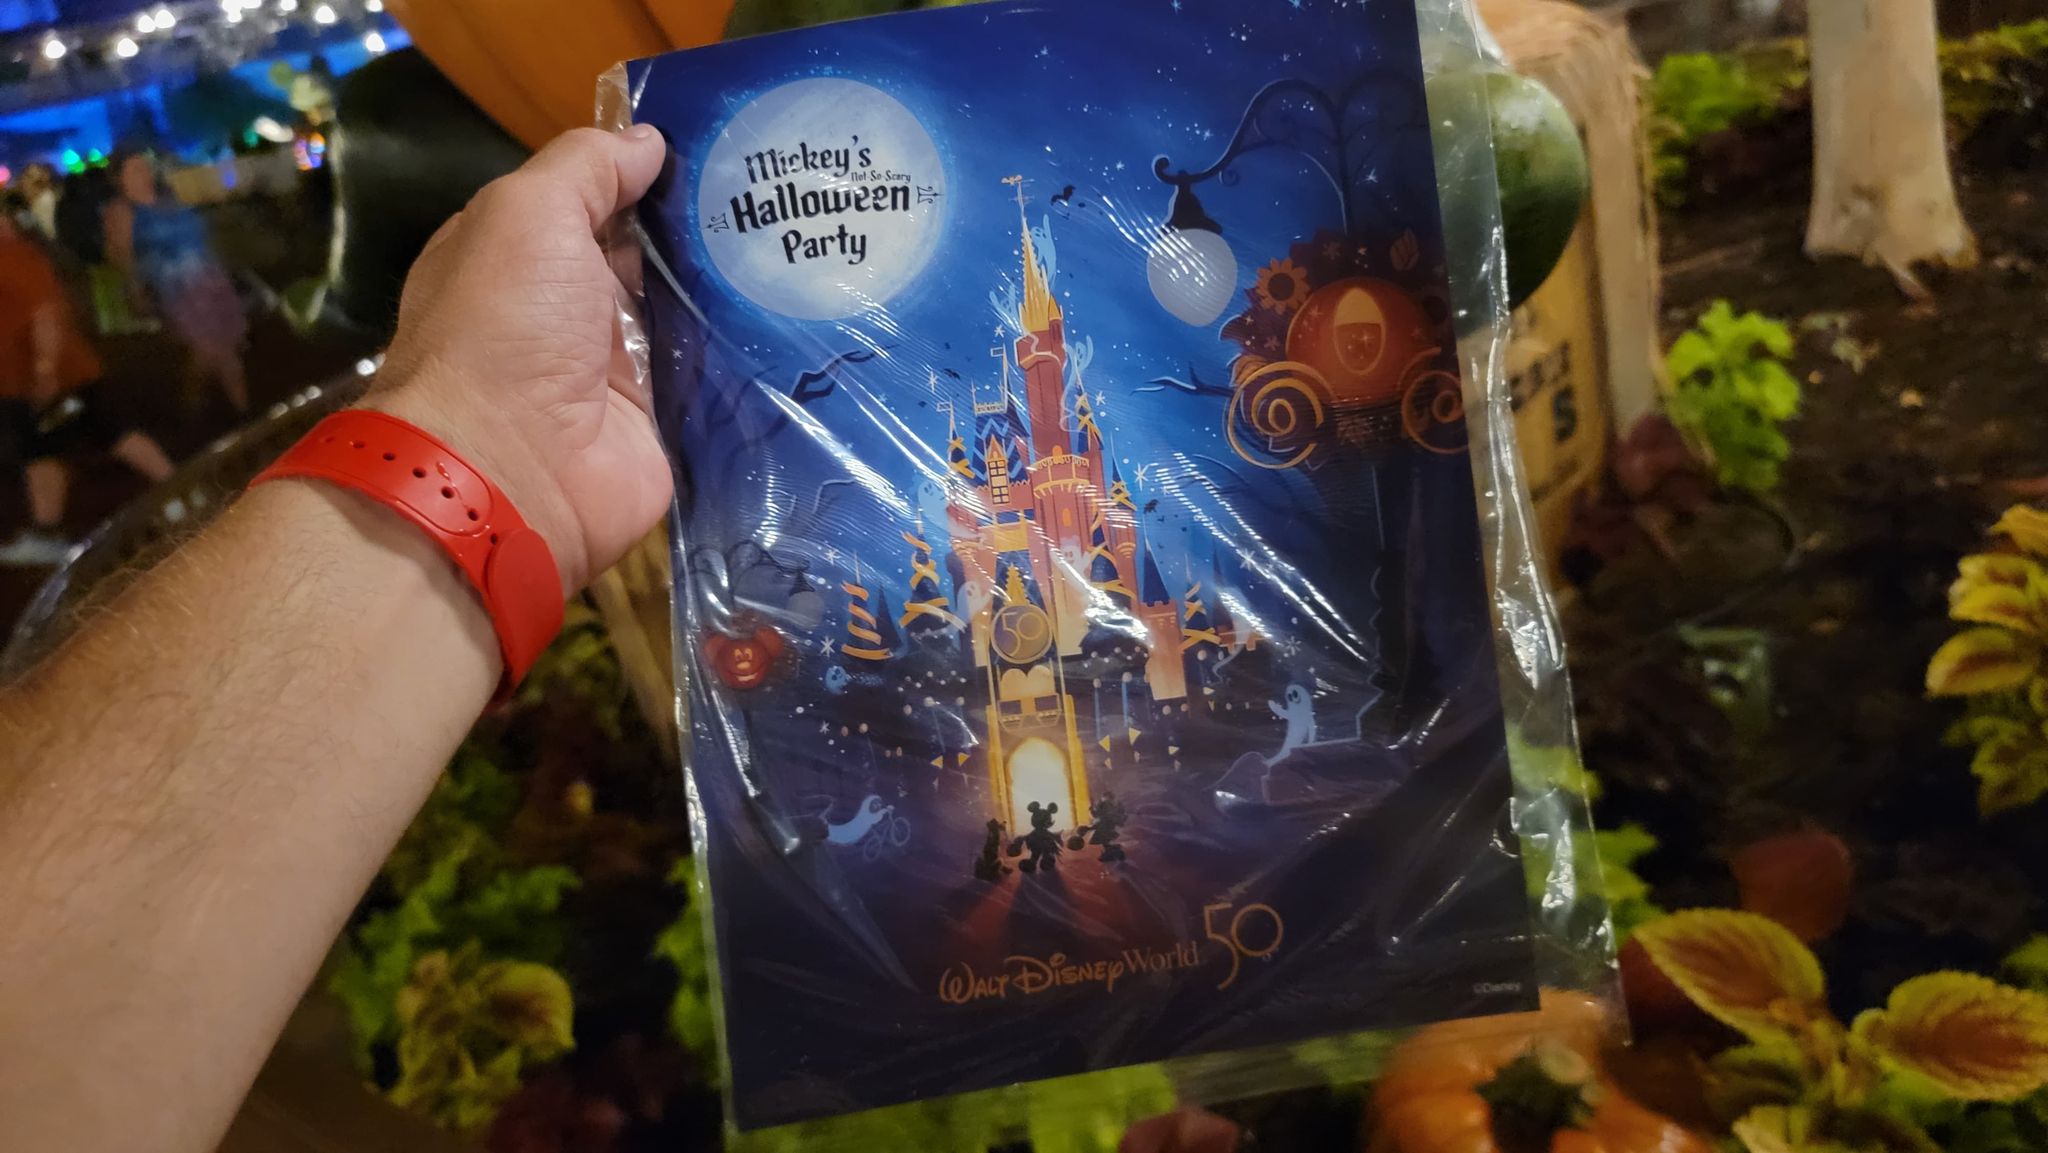 Mickey's
Not-So-Scary
Halloween
Party
50
Walt Disney World 50
©Disney